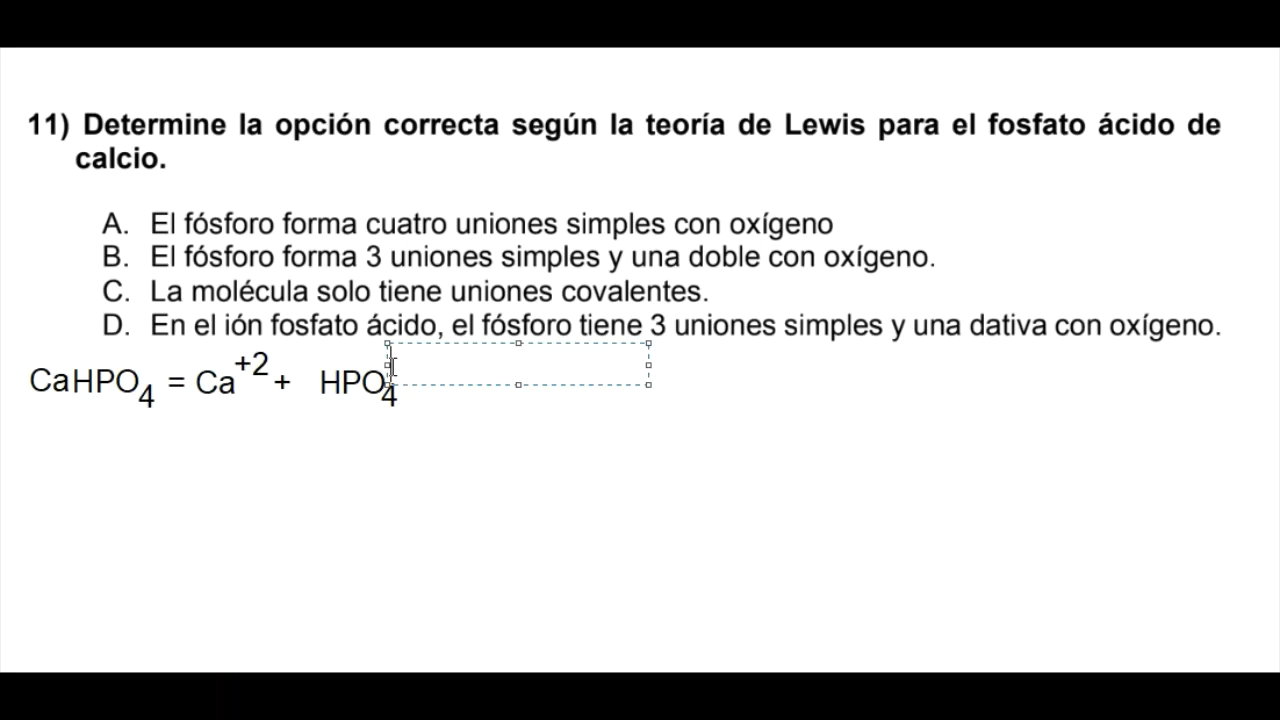 11) Determine la opción correcta según la teoría de Lewis para el fosfato ácido de
calcio.
A. El fósforo forma cuatro uniones simples con oxígeno
B. El fósforo forma 3 uniones simples y una doble con oxígeno.
C. La molécula solo tiene uniones covalentes.
D. En el ión fosfato ácido, el fósforo tiene 3 uniones simples y una dativa con oxígeno.
CaHPO4 = Ca+2 + HPO4